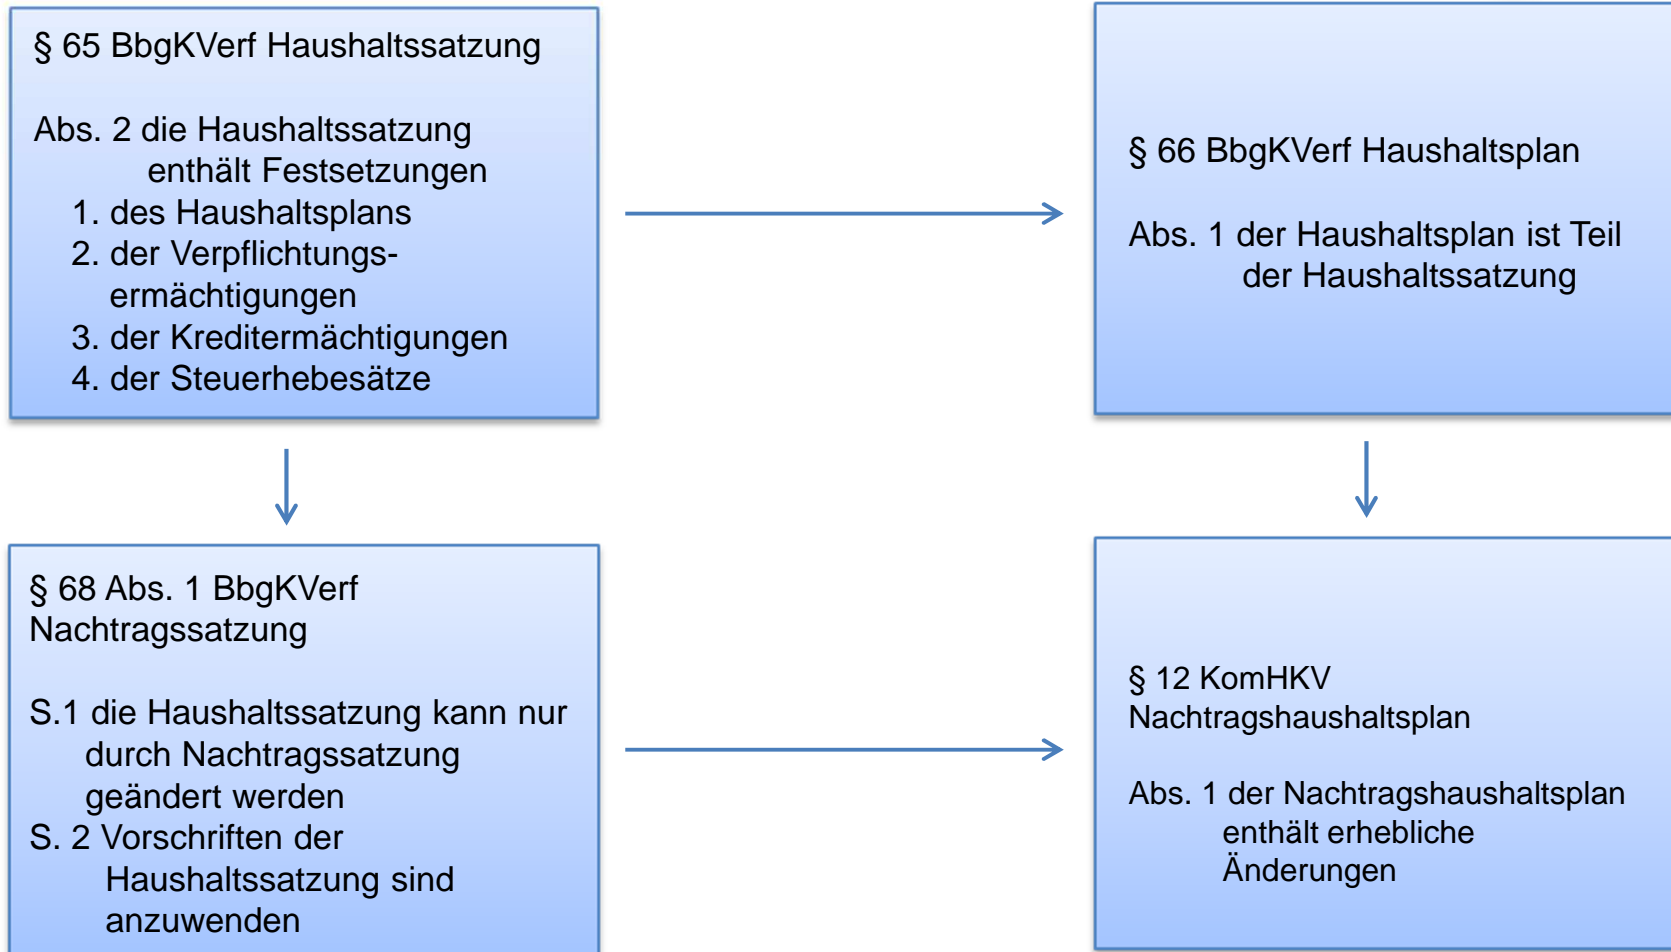 § 65 BbgKVerf Haushaltssatzung
Abs. 2 die Haushaltssatzung
enthält Festsetzungen
1. des Haushaltsplans
2. der Verpflichtungs-
ermächtigungen
3. der Kreditermächtigungen
4. der Steuerhebesätze
§ 66 BbgKVerf Haushaltsplan
Abs. 1 der Haushaltsplan ist Teil
der Haushaltssatzung
§ 68 Abs. 1 BbgKVerf
Nachtragssatzung
S.1 die Haushaltssatzung kann nur
durch Nachtragssatzung
geändert werden
S. 2 Vorschriften der
Haushaltssatzung sind
anzuwenden
§ 12 KomHKV
Nachtragshaushaltsplan
Abs. 1 der Nachtragshaushaltsplan
enthält erhebliche
Änderungen